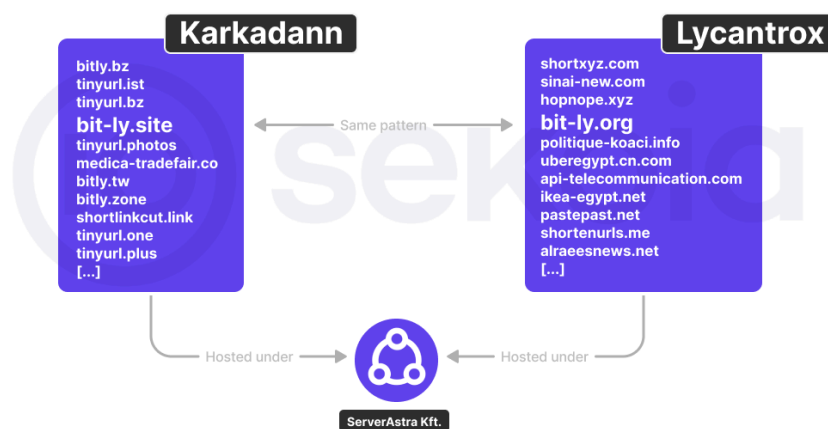 Karkadann
bitly.bz
tinyurl.ist
tinyurl.bz
bit-ly.site
tinyurl.photos
medica-tradefair.co
bitly.tw
bitly.zone
shortlinkcut.link
tinyurl.one
tinyurl.plus
[...]
Same pattern
Lycantrox
shortxyz.com
sinai-new.com
hopnope.xyz
bit-ly.org
politique-koaci.info
uberegypt.cn.com
api-telecommunication.com
ikea-egypt.net
pastepast.net
shortenurls.me
alraeesnews.net
[...]
sekoia
Hosted under
Hosted under
ServerAstra Kft.